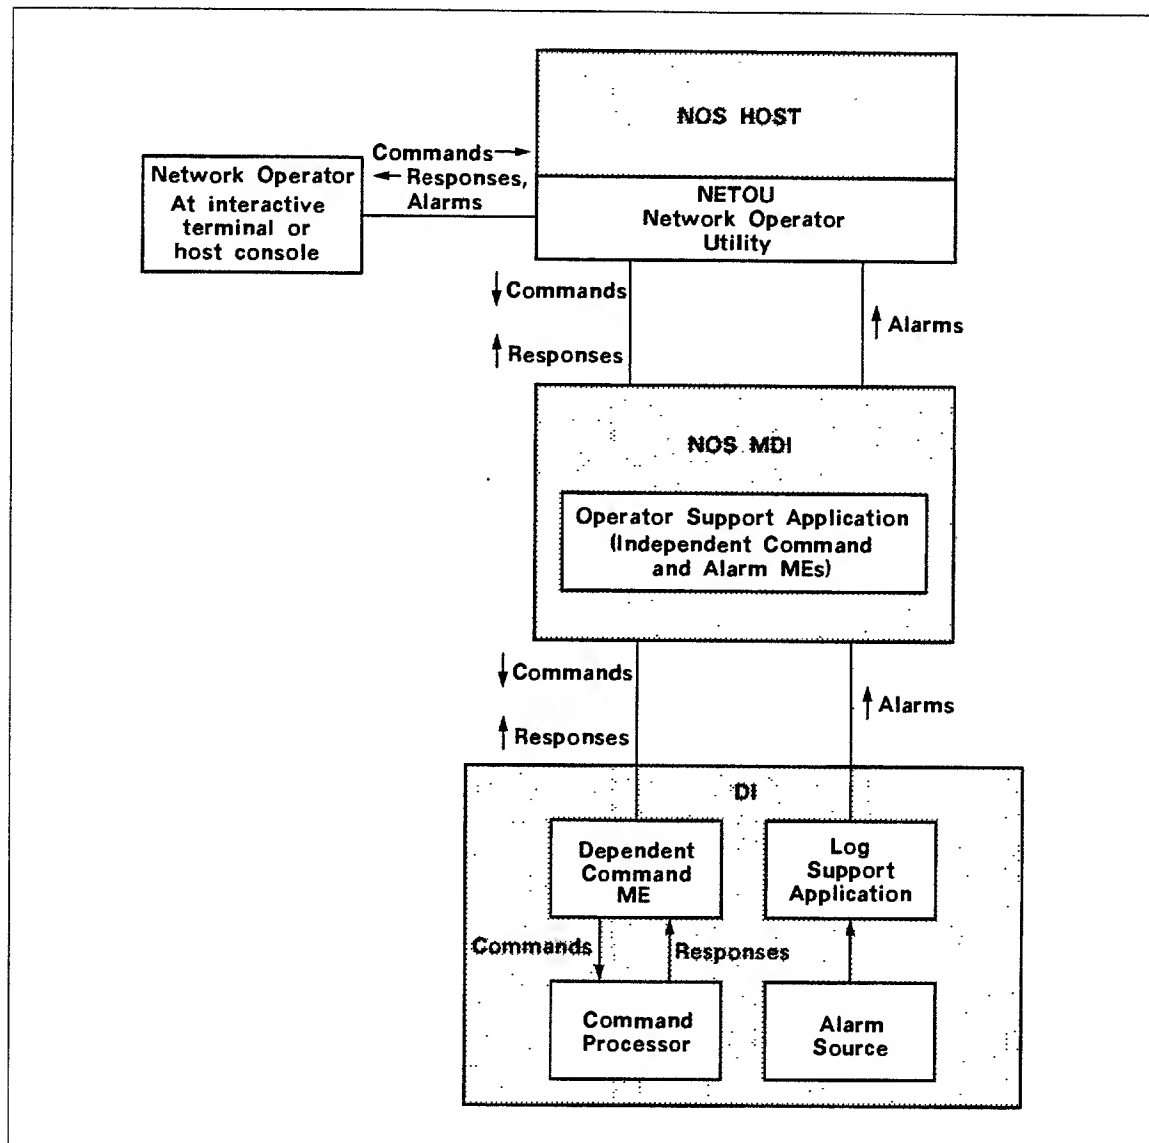 NOS HOST
Commands
Responses,
Alarms
Network Operator
At interactive
terminal or
host console
NETOU
Network Operator
Utility
Commands
Responses
Alarms
NOS MDI
Operator Support Application
(Independent Command
and Alarm MEs)
Commands
Responses
Alarms
DI
Dependent
Command
ME
Log
Support
Application
Commands
Responses
Command
Processor
Alarm
Source